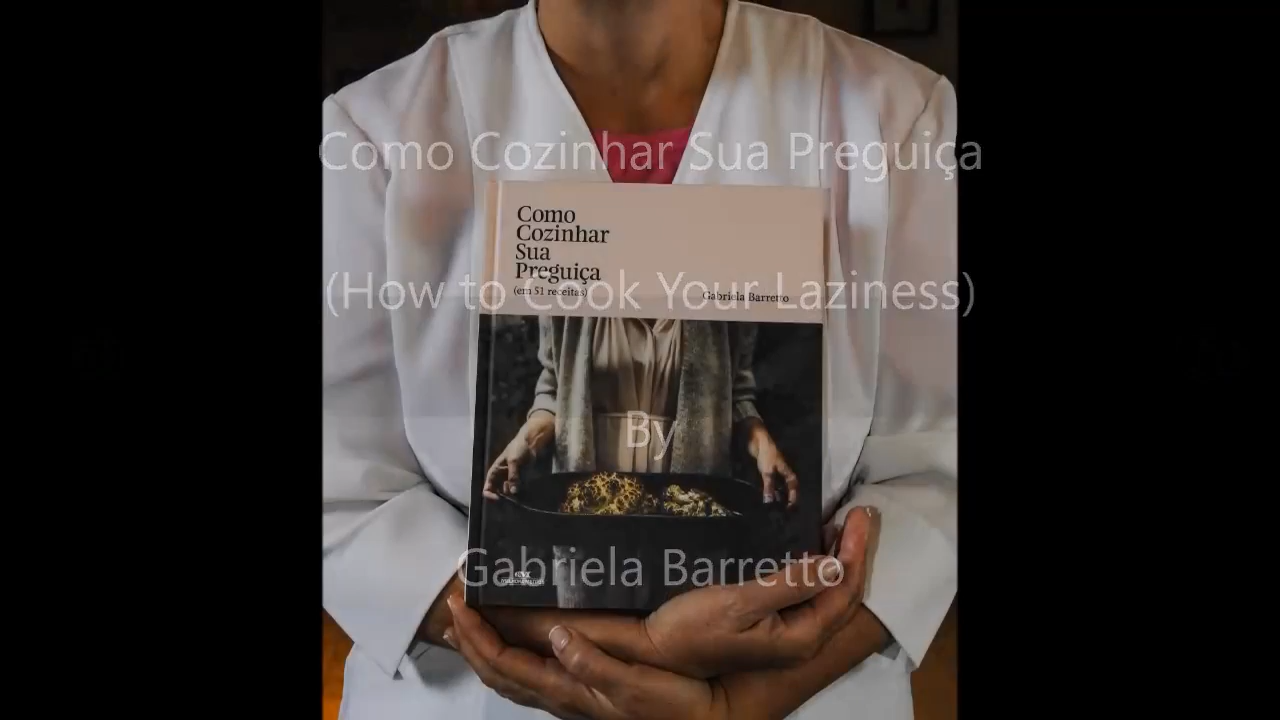 Como Cozinhar Sua Preguiça
Como
Cozinhar
Sua
Preguiça
(em 51 receitas)
Gabriela Barretto
(How to Cook Your Laziness)
By
Gabriela Barretto